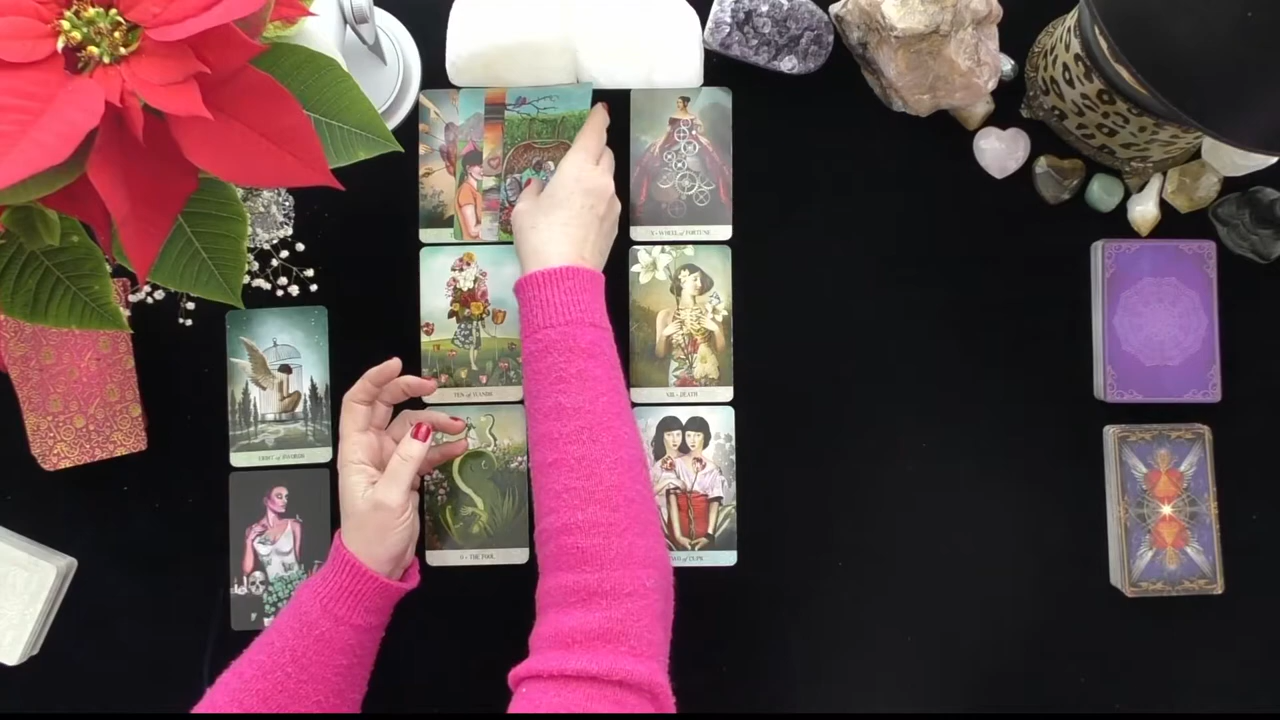 X - WHEEL of FORTUNE
TEN of WANDS
XIII - DEATH
EIGHT of SWORDS
0 - THE FOOL
TWO of CUPS